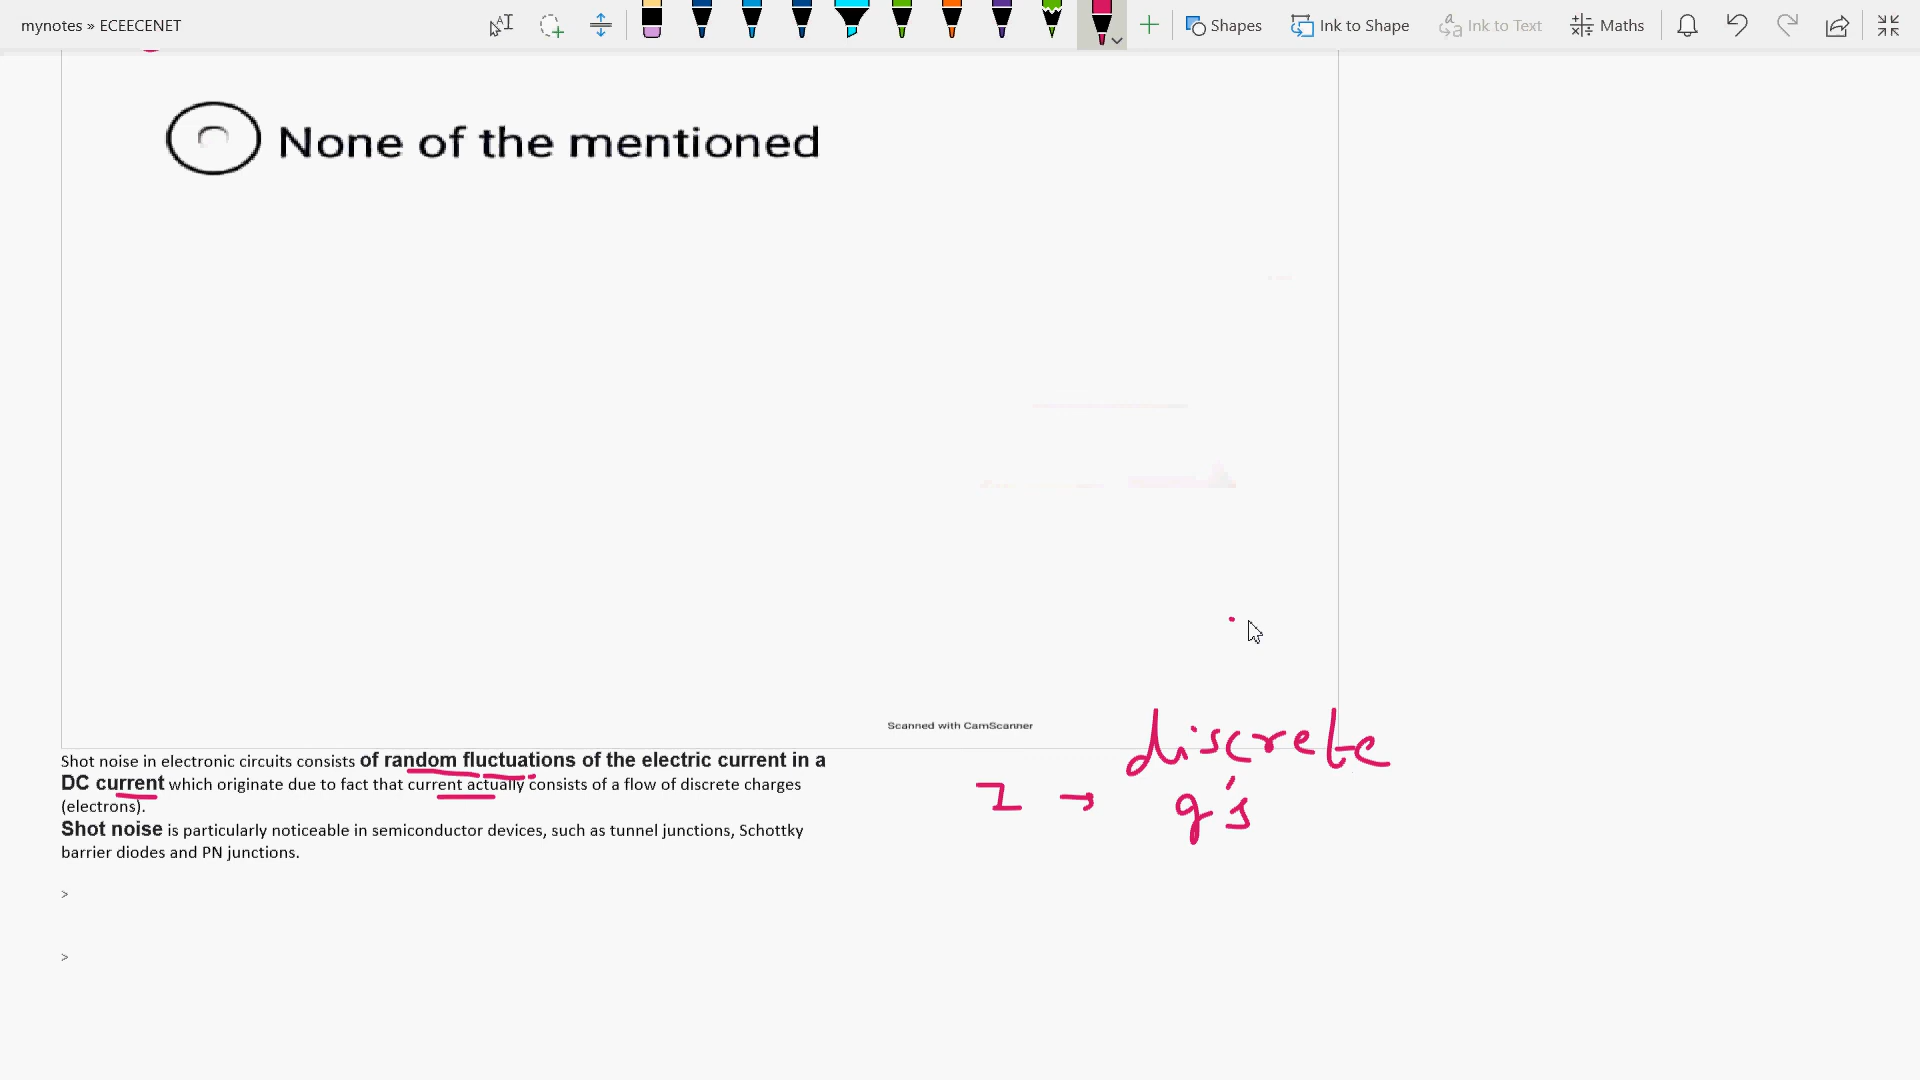 mynotes » ECEECENET
Shapes
Ink to Shape
Ink to Text
Maths
None of the mentioned
Scanned with CamScanner
Shot noise in electronic circuits consists of random fluctuations of the electric current in a
DC current which originate due to fact that current actually consists of a flow of discrete charges
(electrons).
Shot noise is particularly noticeable in semiconductor devices, such as tunnel junctions, Schottky
barrier diodes and PN junctions.
>
>
discrete
I → q's